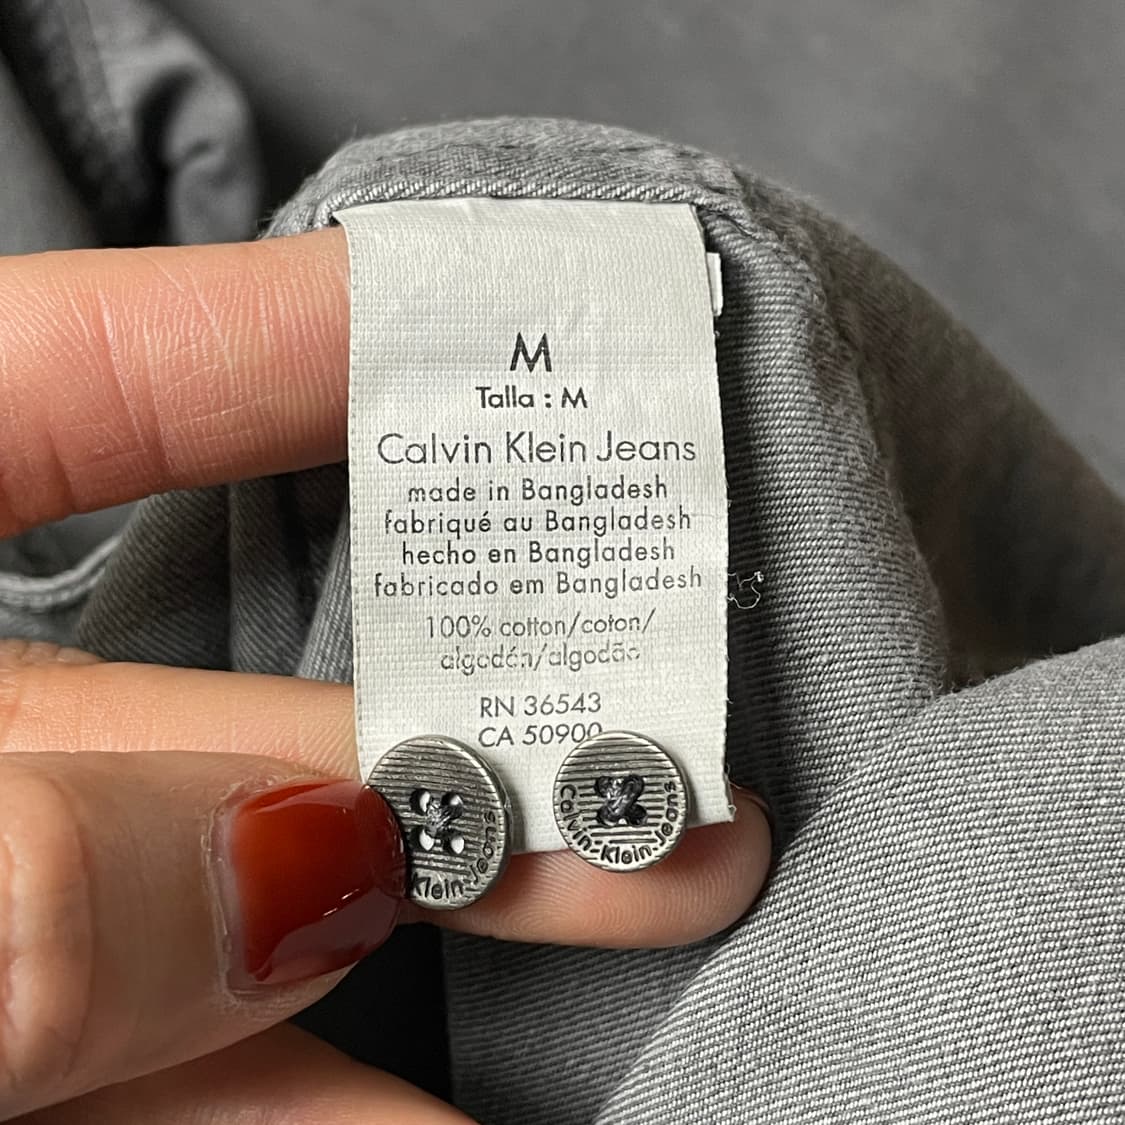 M
Talla : M
Calvin Klein Jeans
made in Bangladesh
fabriqué au Bangladesh
hecho en Bangladesh
fabricado em Bangladesh
100% cotton/coton/
algodón/algodão
RN 36543
CA 50900
Klein-Jeans
Calvin-Klein-Jeans